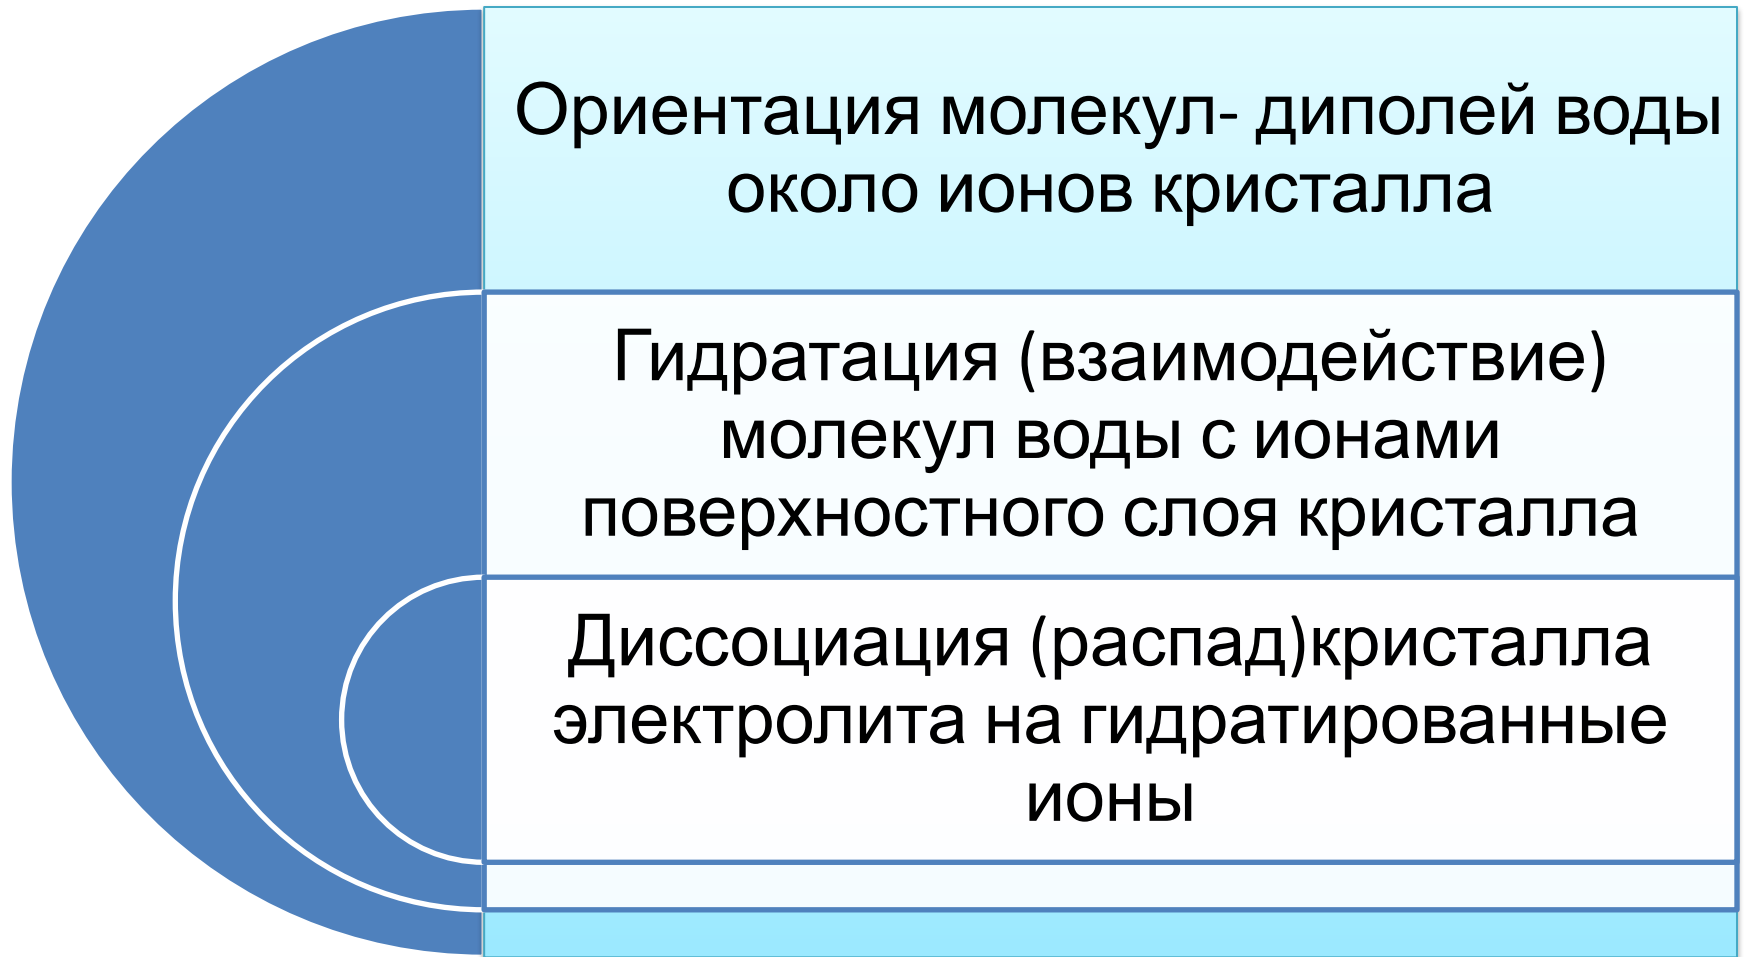 Ориентация молекул- диполей воды
около ионов кристалла
Гидратация (взаимодействие)
молекул воды с ионами
поверхностного слоя кристалла
Диссоциация (распад)кристалла
электролита на гидратированные
ионы